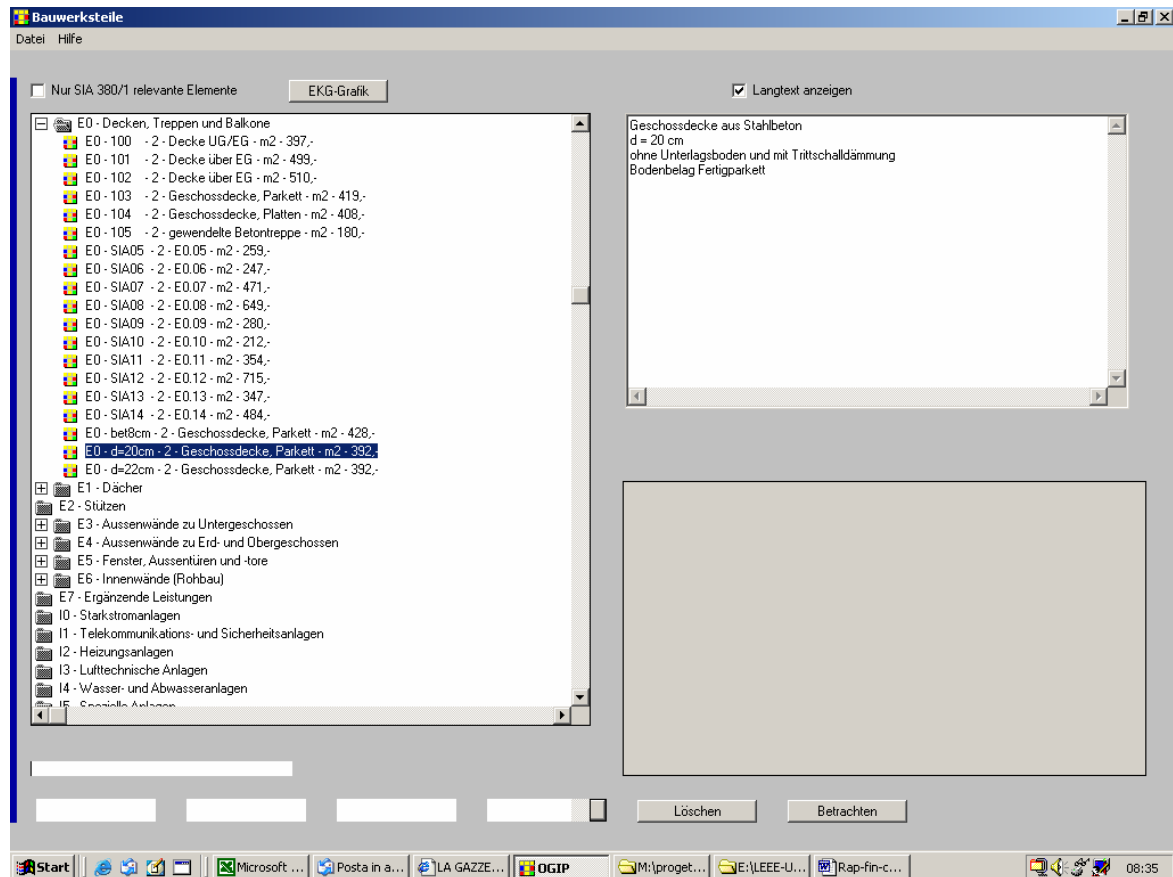 Bauwerksteile
Datei Hilfe
Nur SIA 380/1 relevante Elemente
EKG-Grafik
Langtext anzeigen
E0 - Decken, Treppen und Balkone
E0 - 100 - 2 - Decke UG/EG - m2 - 397,-
E0 - 101 - 2 - Decke über EG - m2 - 499,-
E0 - 102 - 2 - Decke über EG - m2 - 510,-
E0 - 103 - 2 - Geschossdecke, Parkett - m2 - 419,-
E0 - 104 - 2 - Geschossdecke, Platten - m2 - 408,-
E0 - 105 - 2 - gewendelte Betontreppe - m2 - 180,-
E0 - SIA05 - 2 - E0.05 - m2 - 259,-
E0 - SIA06 - 2 - E0.06 - m2 - 247,-
E0 - SIA07 - 2 - E0.07 - m2 - 471,-
E0 - SIA08 - 2 - E0.08 - m2 - 649,-
E0 - SIA09 - 2 - E0.09 - m2 - 280,-
E0 - SIA10 - 2 - E0.10 - m2 - 212,-
E0 - SIA11 - 2 - E0.11 - m2 - 354,-
E0 - SIA12 - 2 - E0.12 - m2 - 715,-
E0 - SIA13 - 2 - E0.13 - m2 - 347,-
E0 - SIA14 - 2 - E0.14 - m2 - 484,-
E0 - bet8cm - 2 - Geschossdecke, Parkett - m2 - 428,-
E0 - d=20cm - 2 - Geschossdecke, Parkett - m2 - 392,-
E0 - d=22cm - 2 - Geschossdecke, Parkett - m2 - 392,-
E1 - Dächer
E2 - Stützen
E3 - Aussenwände zu Untergeschossen
E4 - Aussenwände zu Erd- und Obergeschossen
E5 - Fenster, Aussentüren und -tore
E6 - Innenwände (Rohbau)
E7 - Ergänzende Leistungen
I0 - Starkstromanlagen
I1 - Telekommunikations- und Sicherheitsanlagen
I2 - Heizungsanlagen
I3 - Lufttechnische Anlagen
I4 - Wasser- und Abwasseranlagen
I5 - Spezielle Anlagen
Geschossdecke aus Stahlbeton
d = 20 cm
ohne Unterlagsboden und mit Trittschalldämmung
Bodenbelag Fertigparkett
Löschen
Betrachten
Start
Microsoft ...
Posta in a...
LA GAZZE...
OGIP
M:\proget...
E:\LEEE-U...
Rap-fin-c...
08:35